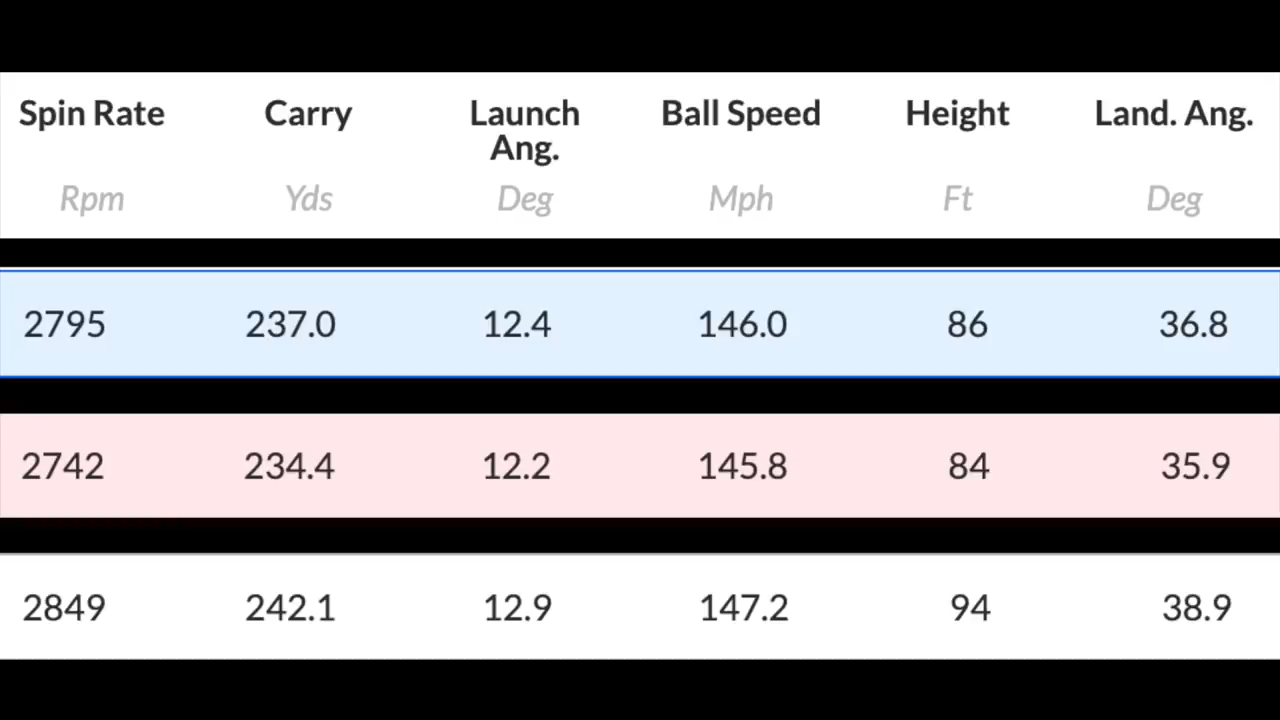 Spin Rate Carry Launch Ang. Ball Speed Height Land. Ang.
Rpm Yds Deg Mph Ft Deg
2795 237.0 12.4 146.0 86 36.8
2742 234.4 12.2 145.8 84 35.9
2849 242.1 12.9 147.2 94 38.9